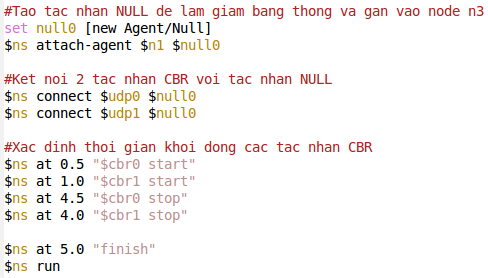 #Tao tac nhan NULL de lam giam bang thong va gan vao node n3
set null0 [new Agent/Null]
$ns attach-agent $n1 $null0
#Ket noi 2 tac nhan CBR voi tac nhan NULL
$ns connect $udp0 $null0
$ns connect $udp1 $null0
#Xac dinh thoi gian khoi dong cac tac nhan CBR
$ns at 0.5 "$cbr0 start"
$ns at 1.0 "$cbr1 start"
$ns at 4.5 "$cbr0 stop"
$ns at 4.0 "$cbr1 stop"
$ns at 5.0 "finish"
$ns run